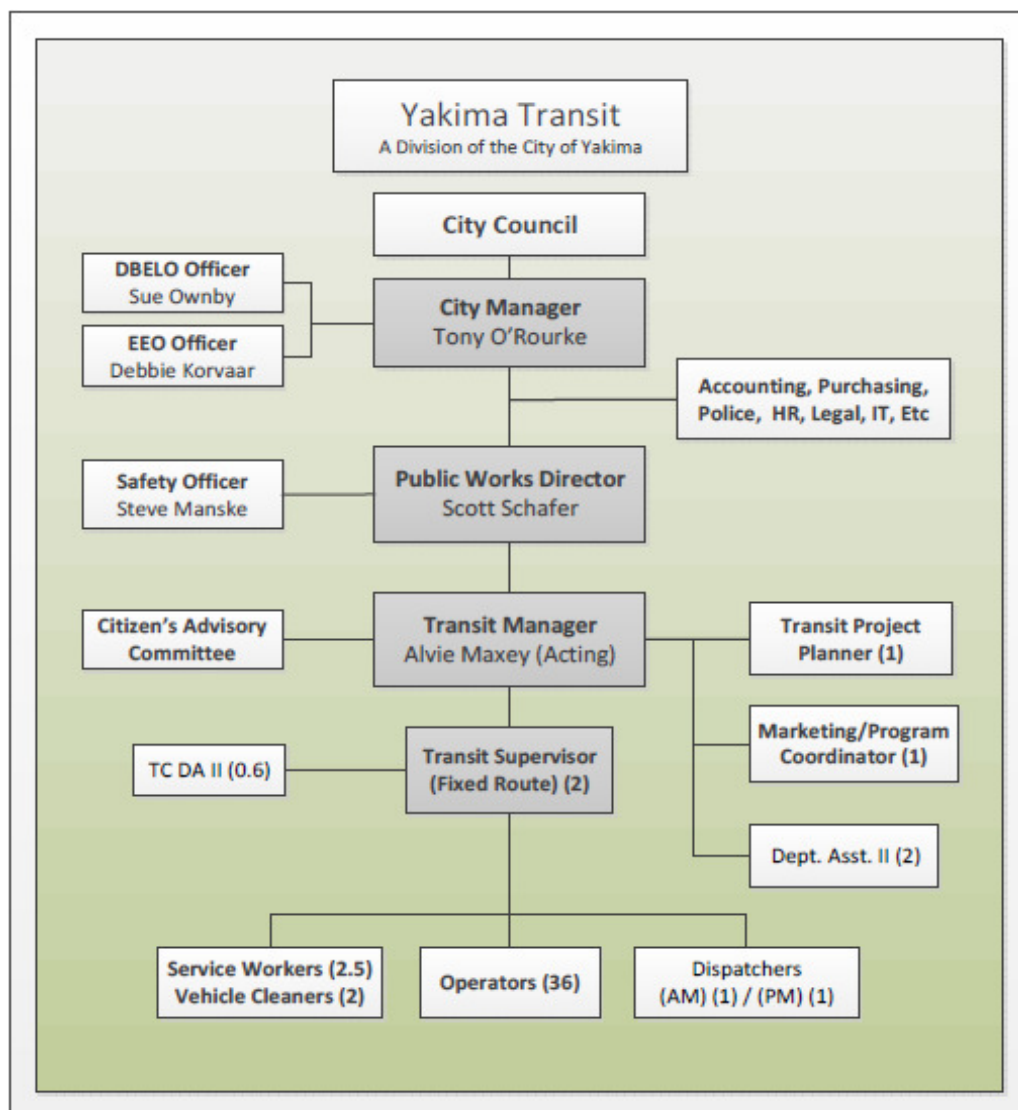 Yakima Transit
A Division of the City of Yakima
City Council
DBELO Officer
Sue Ownby
City Manager
Tony O’Rourke
EEO Officer
Debbie Korvaar
Accounting, Purchasing,
Police, HR, Legal, IT, Etc
Public Works Director
Scott Schafer
Safety Officer
Steve Manske
Citizen’s Advisory
Committee
Transit Manager
Alvie Maxey (Acting)
Transit Project
Planner (1)
Marketing/Program
Coordinator (1)
TC DA II (0.6)
Transit Supervisor
(Fixed Route) (2)
Dept. Asst. II (2)
Service Workers (2.5)
Vehicle Cleaners (2)
Operators (36)
Dispatchers
(AM) (1) / (PM) (1)